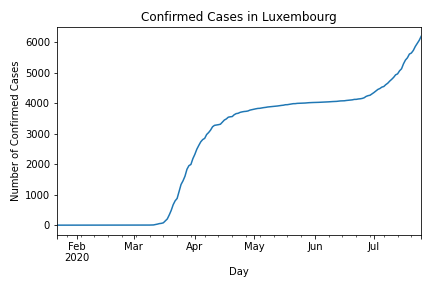 Confirmed Cases in Luxembourg
Number of Confirmed Cases
6000
5000
4000
3000
2000
1000
0
Feb Mar Apr May Jun Jul
2020
Day